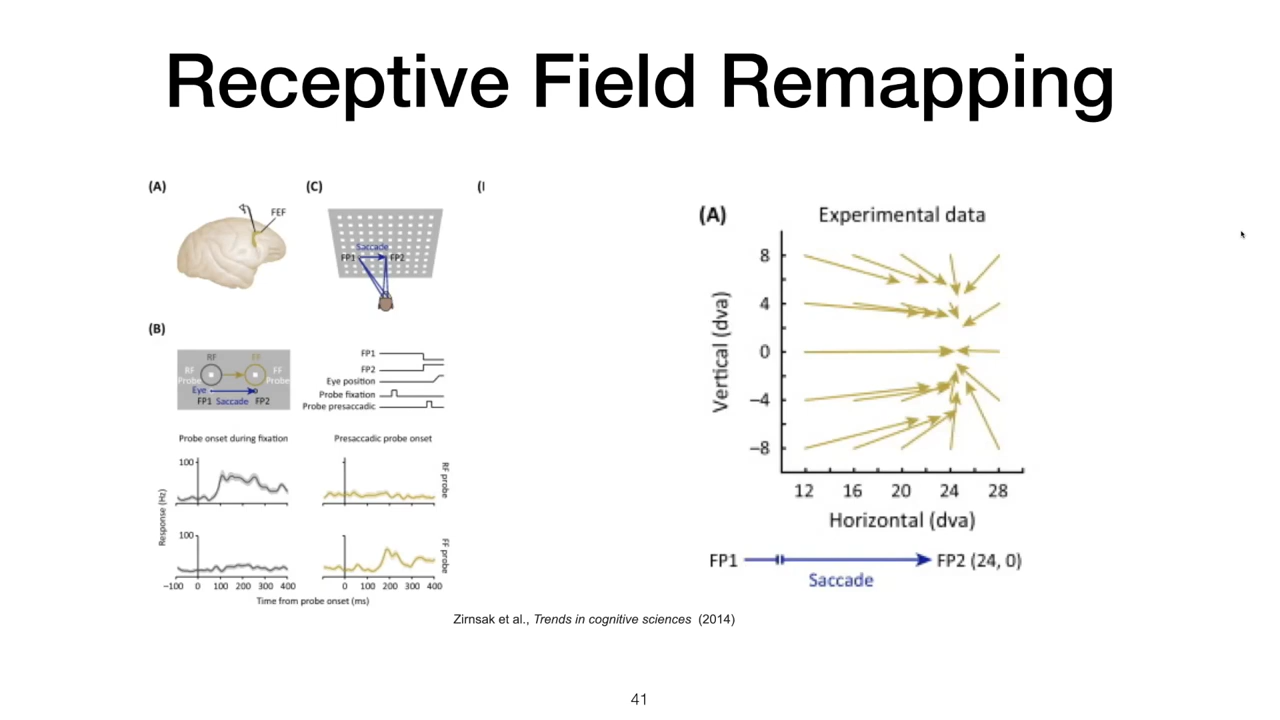 Receptive Field Remapping
(A)
FEF
(C)
Saccade
FP1
FP2
(I
(B)
RF
FF
RF
Probe
FF
Probe
Eye
FP1 Saccade FP2
FP1
FP2
Eye position
Probe fixation
Probe presaccadic
Probe onset during fixation
Presaccadic probe onset
100
RF probe
Response (Hz)
100
FF probe
−100 0 100 200 300 400
0 100 200 300 400
Time from probe onset (ms)
(A)
Experimental data
8
4
0
−4
−8
Vertical (dva)
12 16 20 24 28
Horizontal (dva)
FP1
FP2 (24, 0)
Saccade
Zirnsak et al., Trends in cognitive sciences (2014)
41